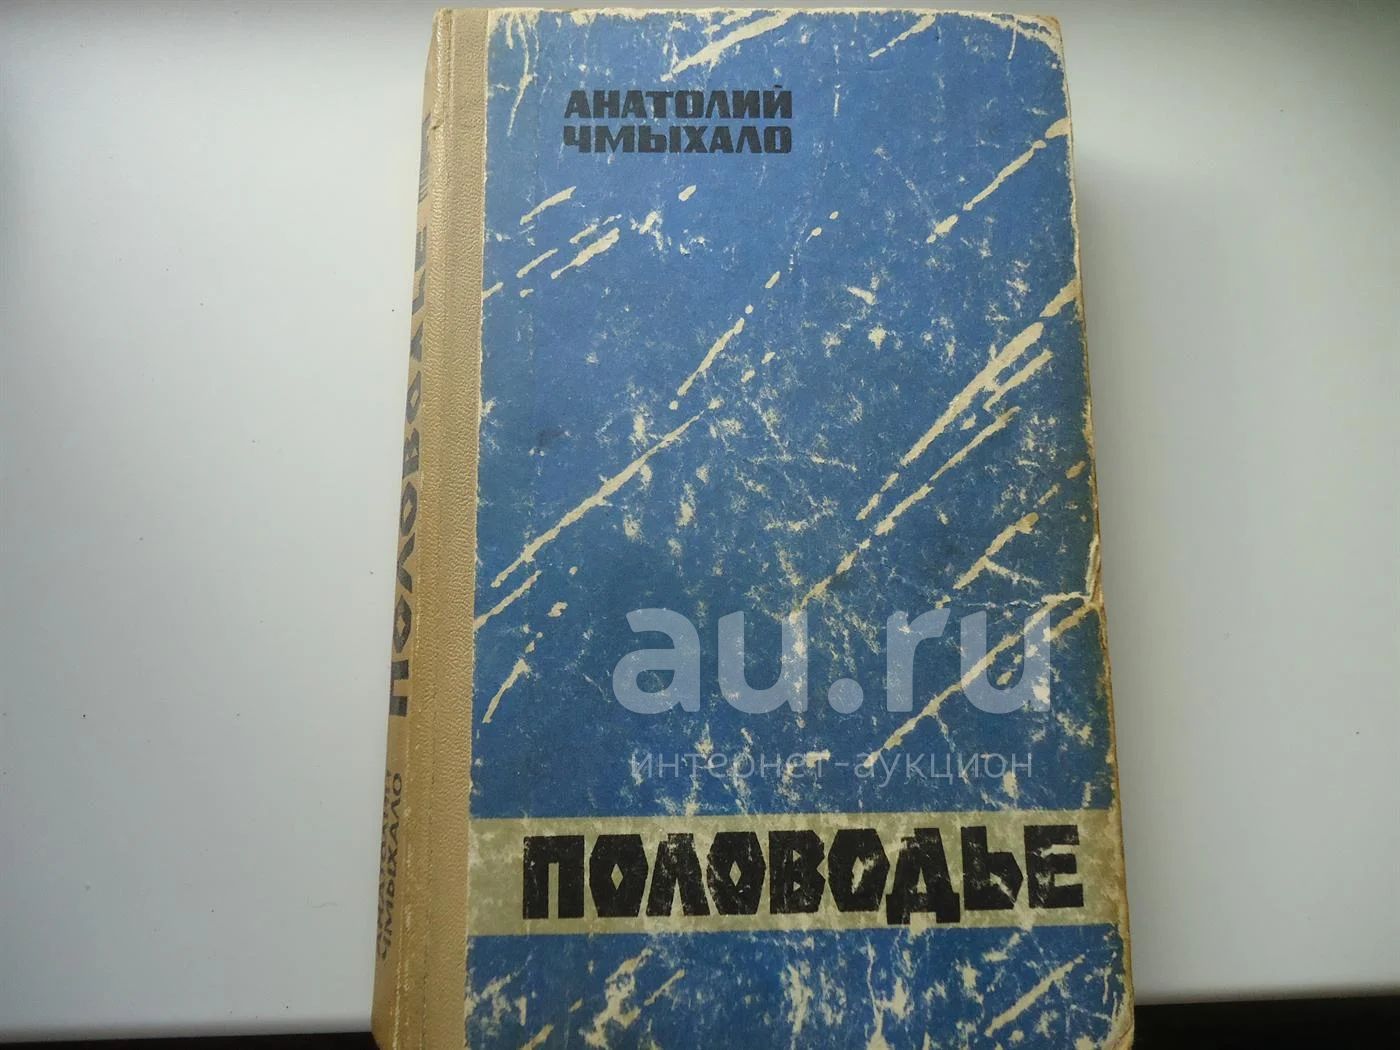 АНАТОЛИЙ
ЧМЫХАЛО
ПОЛОВОДЬЕ
АНАТОЛИЙ
ЧМЫХАЛО
ПОЛОВОДЬЕ
au.ru
интернет-аукцион